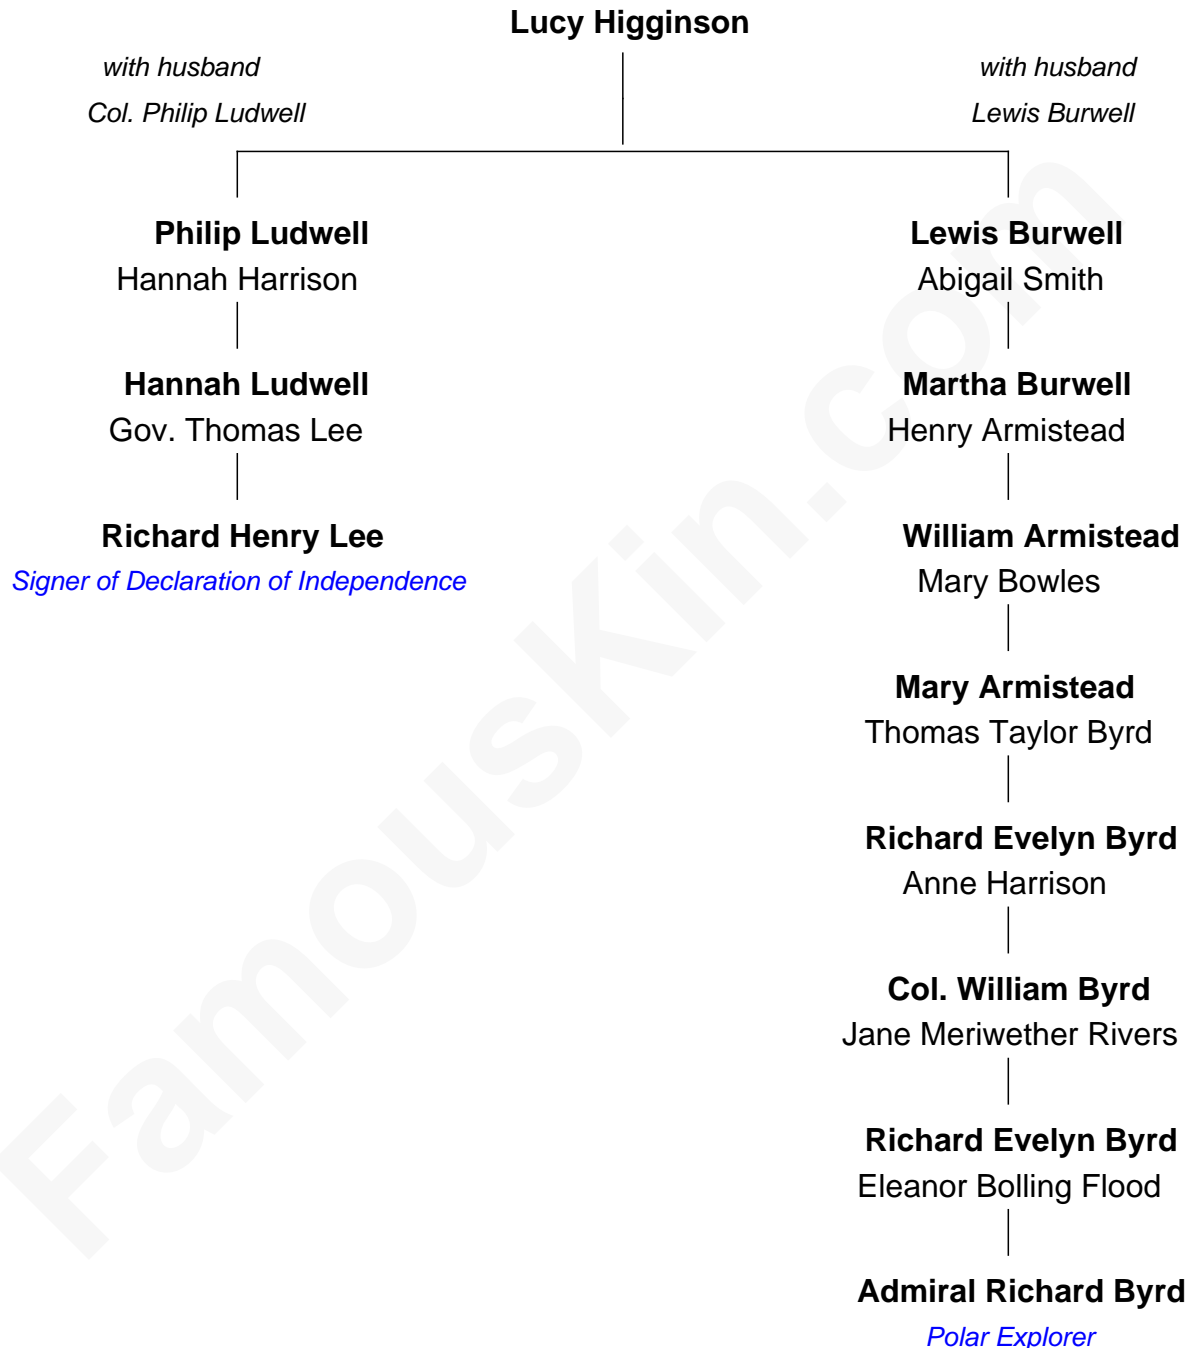 Lucy Higginson
with husband
Col. Philip Ludwell
with husband
Lewis Burwell
Philip Ludwell
Hannah Harrison
Hannah Ludwell
Gov. Thomas Lee
Richard Henry Lee
Signer of Declaration of Independence
Lewis Burwell
Abigail Smith
Martha Burwell
Henry Armistead
William Armistead
Mary Bowles
Mary Armistead
Thomas Taylor Byrd
Richard Evelyn Byrd
Anne Harrison
Col. William Byrd
Jane Meriwether Rivers
Richard Evelyn Byrd
Eleanor Bolling Flood
Admiral Richard Byrd
Polar Explorer
FamousKin.com